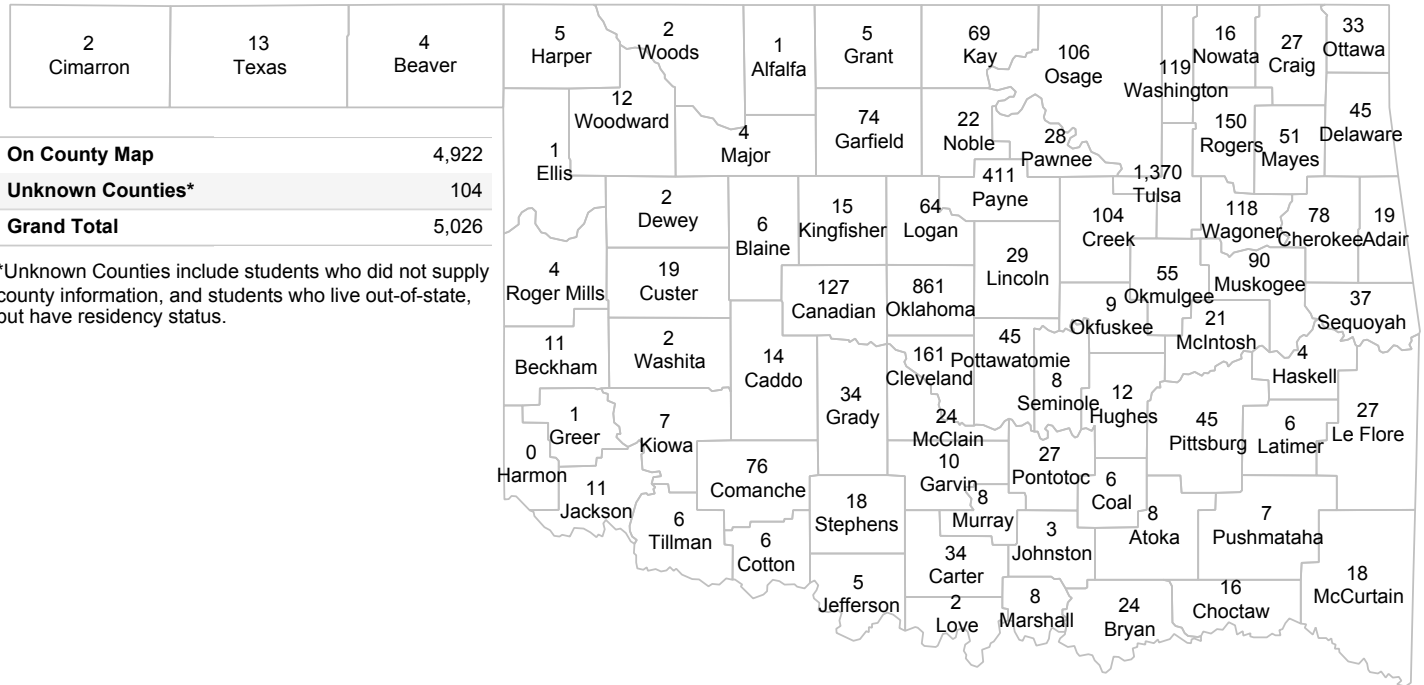 2
Cimarron
13
Texas
4
Beaver
5
Harper
2
Woods
1
Alfalfa
5
Grant
69
Kay
106
Osage
119
Washington
16
Nowata
27
Craig
33
Ottawa
12
Woodward
4
Major
74
Garfield
22
Noble
28
Pawnee
150
Rogers
51
Mayes
45
Delaware
On County Map 4,922
Unknown Counties* 104
Grand Total 5,026
*Unknown Counties include students who did not supply
county information, and students who live out-of-state,
but have residency status.
1
Ellis
2
Dewey
6
Blaine
15
Kingfisher
64
Logan
411
Payne
1,370
Tulsa
104
Creek
118
Wagoner
78
Cherokee
19
Adair
4
Roger Mills
19
Custer
127
Canadian
861
Oklahoma
29
Lincoln
55
Okmulgee
90
Muskogee
9
Okfuskee
21
McIntosh
37
Sequoyah
11
Beckham
2
Washita
14
Caddo
34
Grady
161
Cleveland
45
Pottawatomie
8
Seminole
12
Hughes
4
Haskell
1
Greer
7
Kiowa
24
McClain
45
Pittsburg
6
Latimer
27
Le Flore
0
Harmon
11
Jackson
76
Comanche
10
Garvin
27
Pontotoc
6
Coal
18
Stephens
8
Murray
8
Atoka
7
Pushmataha
6
Tillman
6
Cotton
34
Carter
3
Johnston
5
Jefferson
2
Love
8
Marshall
24
Bryan
16
Choctaw
18
McCurtain